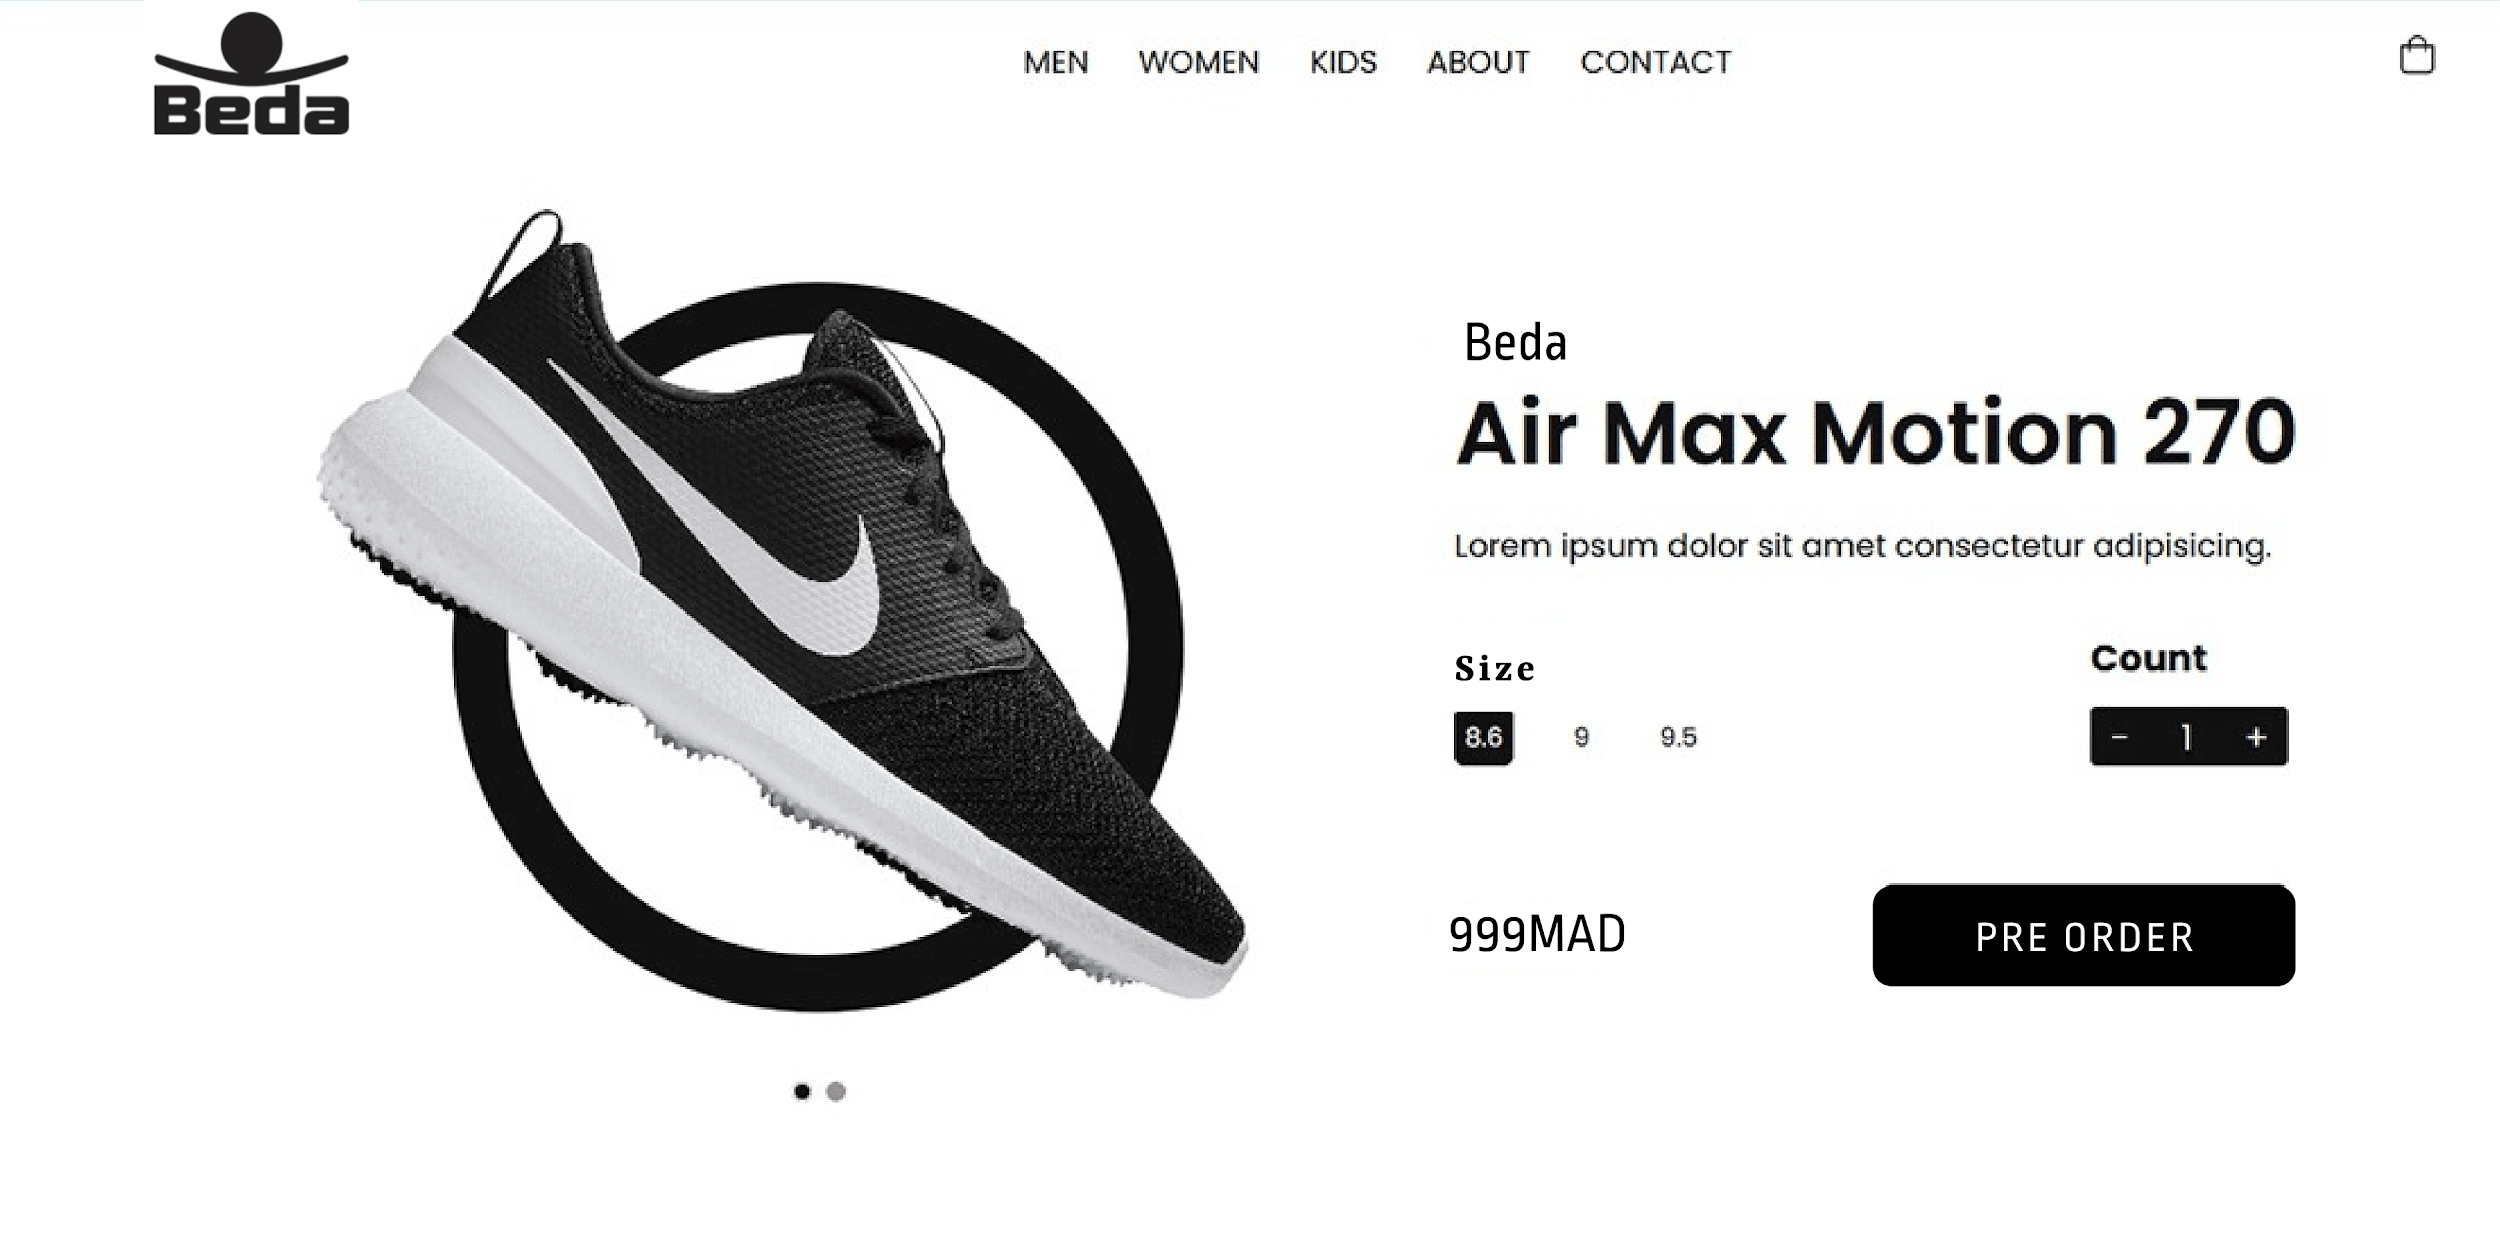 Beda
MEN WOMEN KIDS ABOUT CONTACT
Beda
Air Max Motion 270
Lorem ipsum dolor sit amet consectetur adipisicing.
Size
Count
8.6 9 9.5
− 1 +
999MAD
PRE ORDER